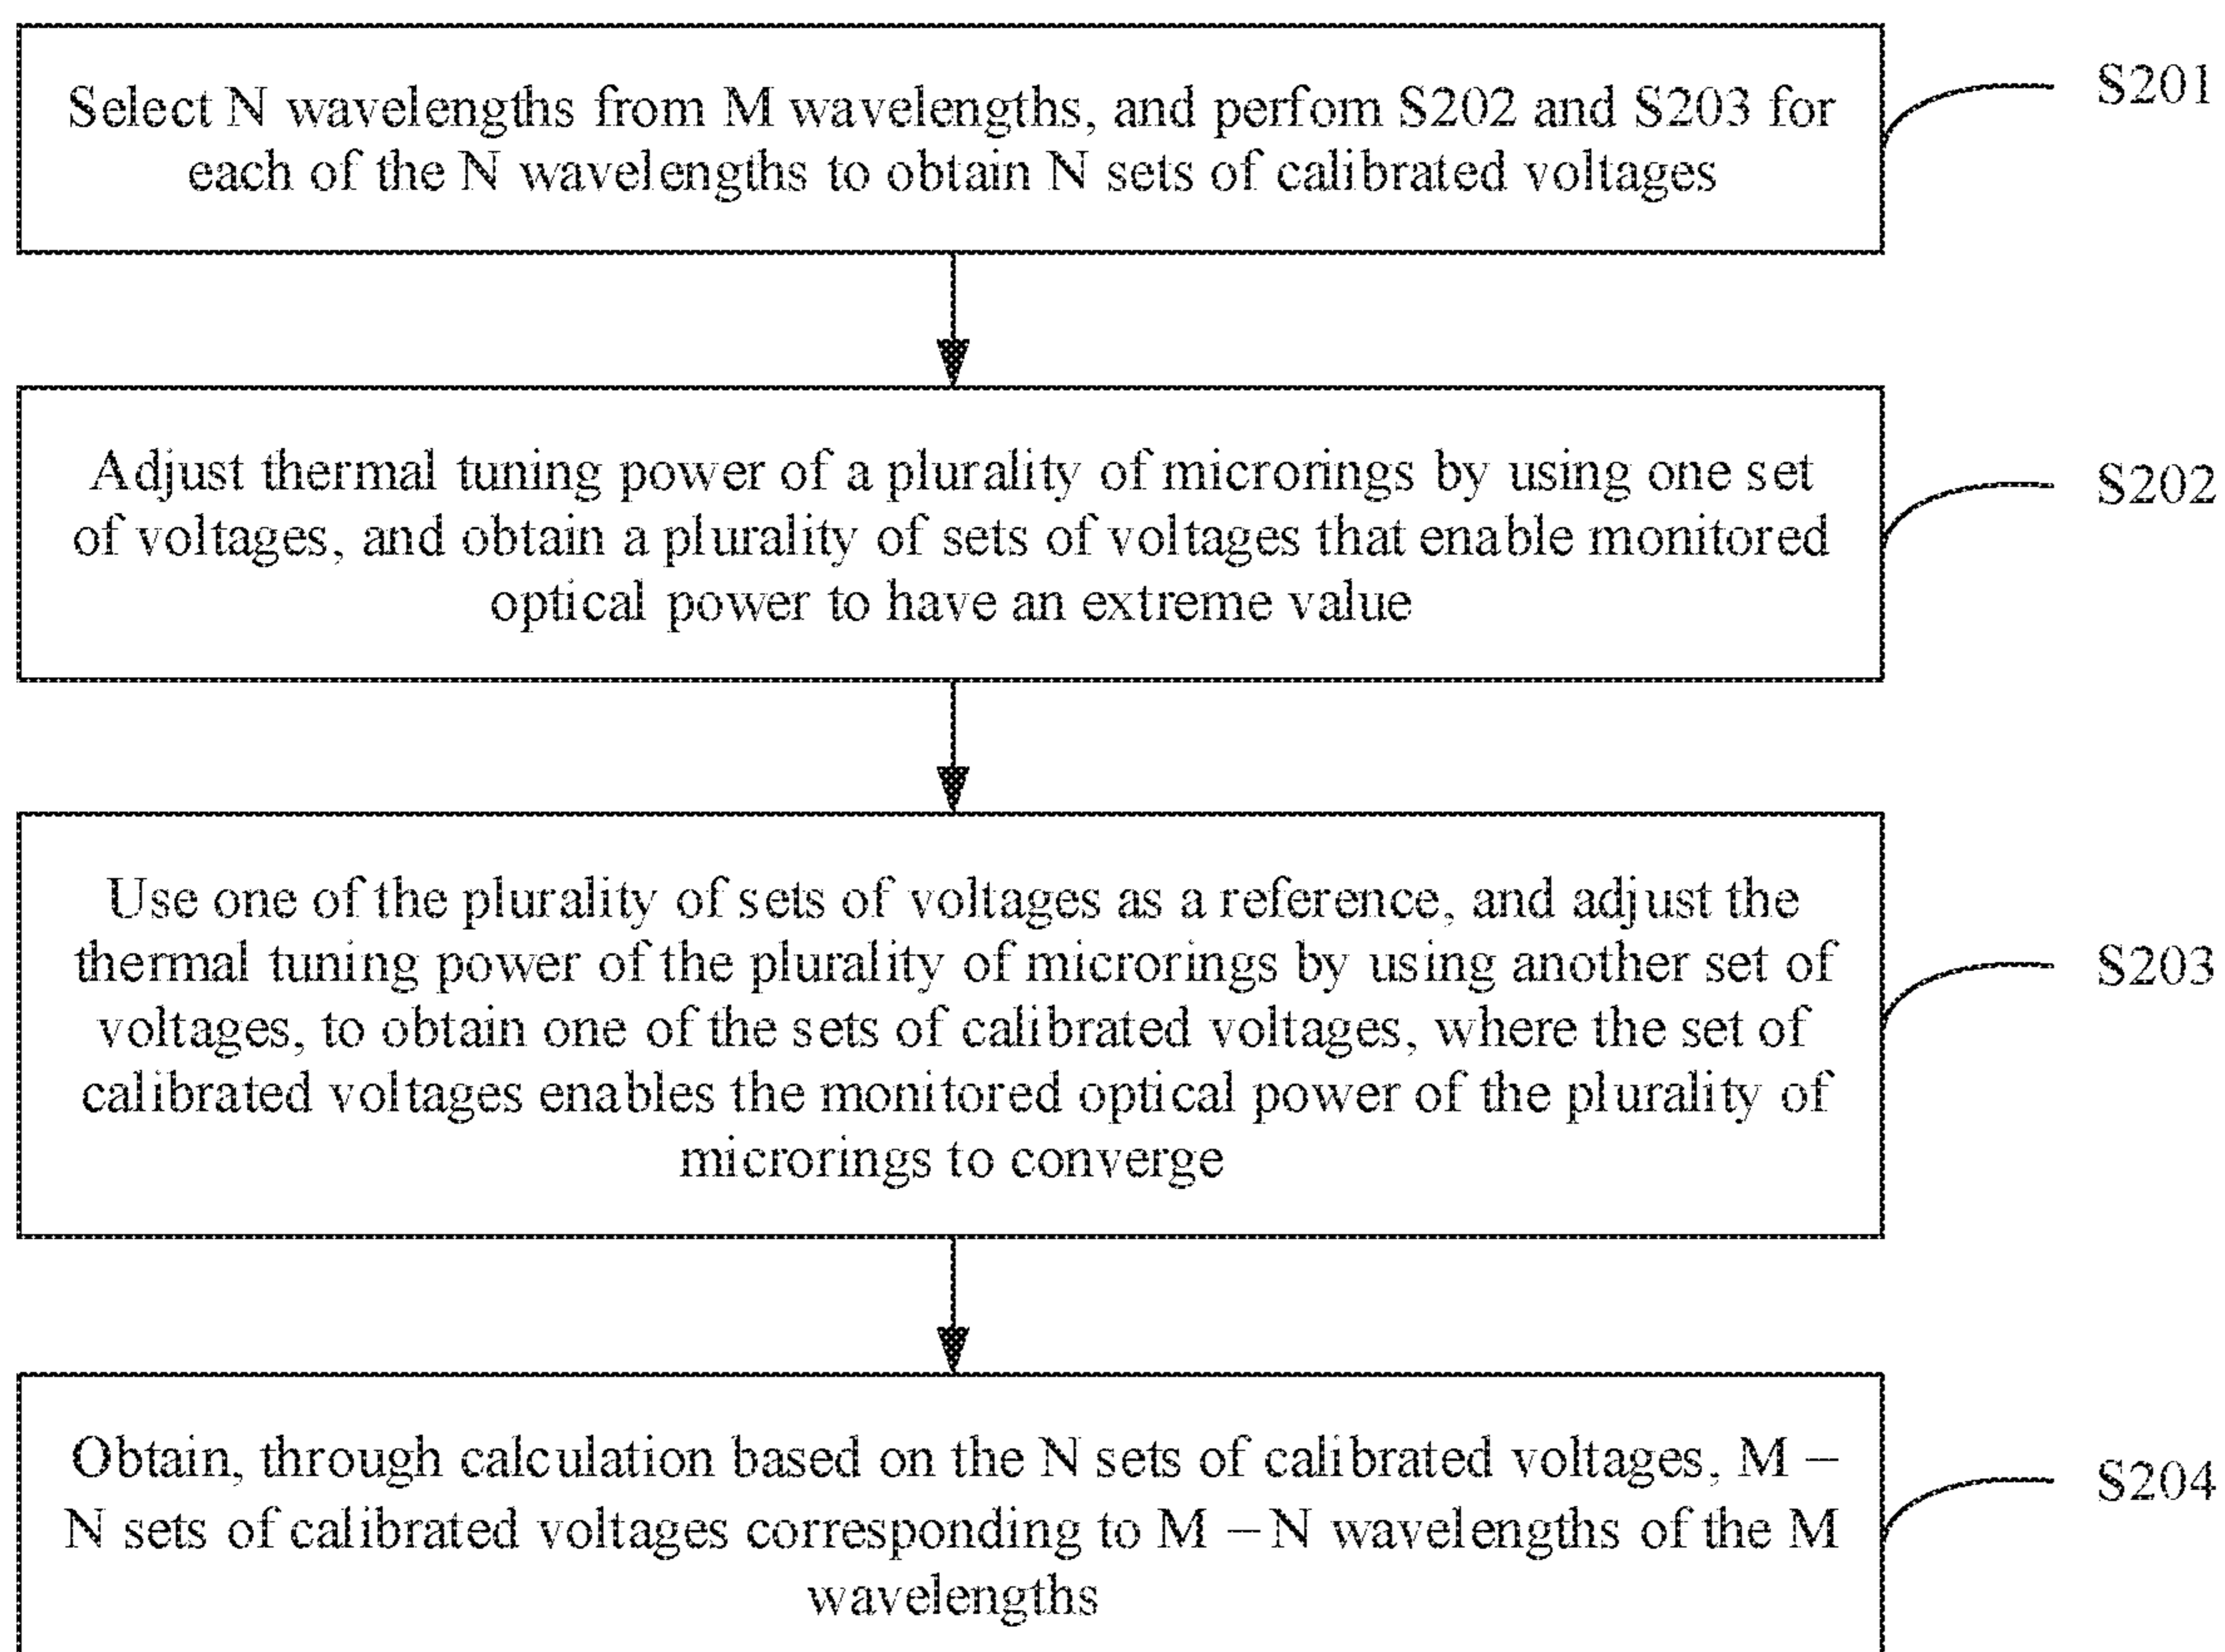 Select N wavelengths from M wavelengths, and perfom S202 and S203 for
each of the N wavelengths to obtain N sets of calibrated voltages
S201
Adjust thermal tuning power of a plurality of microrings by using one set
of voltages, and obtain a plurality of sets of voltages that enable monitored
optical power to have an extreme value
S202
Use one of the plurality of sets of voltages as a reference, and adjust the
thermal tuning power of the plurality of microrings by using another set of
voltages, to obtain one of the sets of calibrated voltages, where the set of
calibrated voltages enables the monitored optical power of the plurality of
microrings to converge
S203
Obtain, through calculation based on the N sets of calibrated voltages, M –
N sets of calibrated voltages corresponding to M – N wavelengths of the M
wavelengths
S204